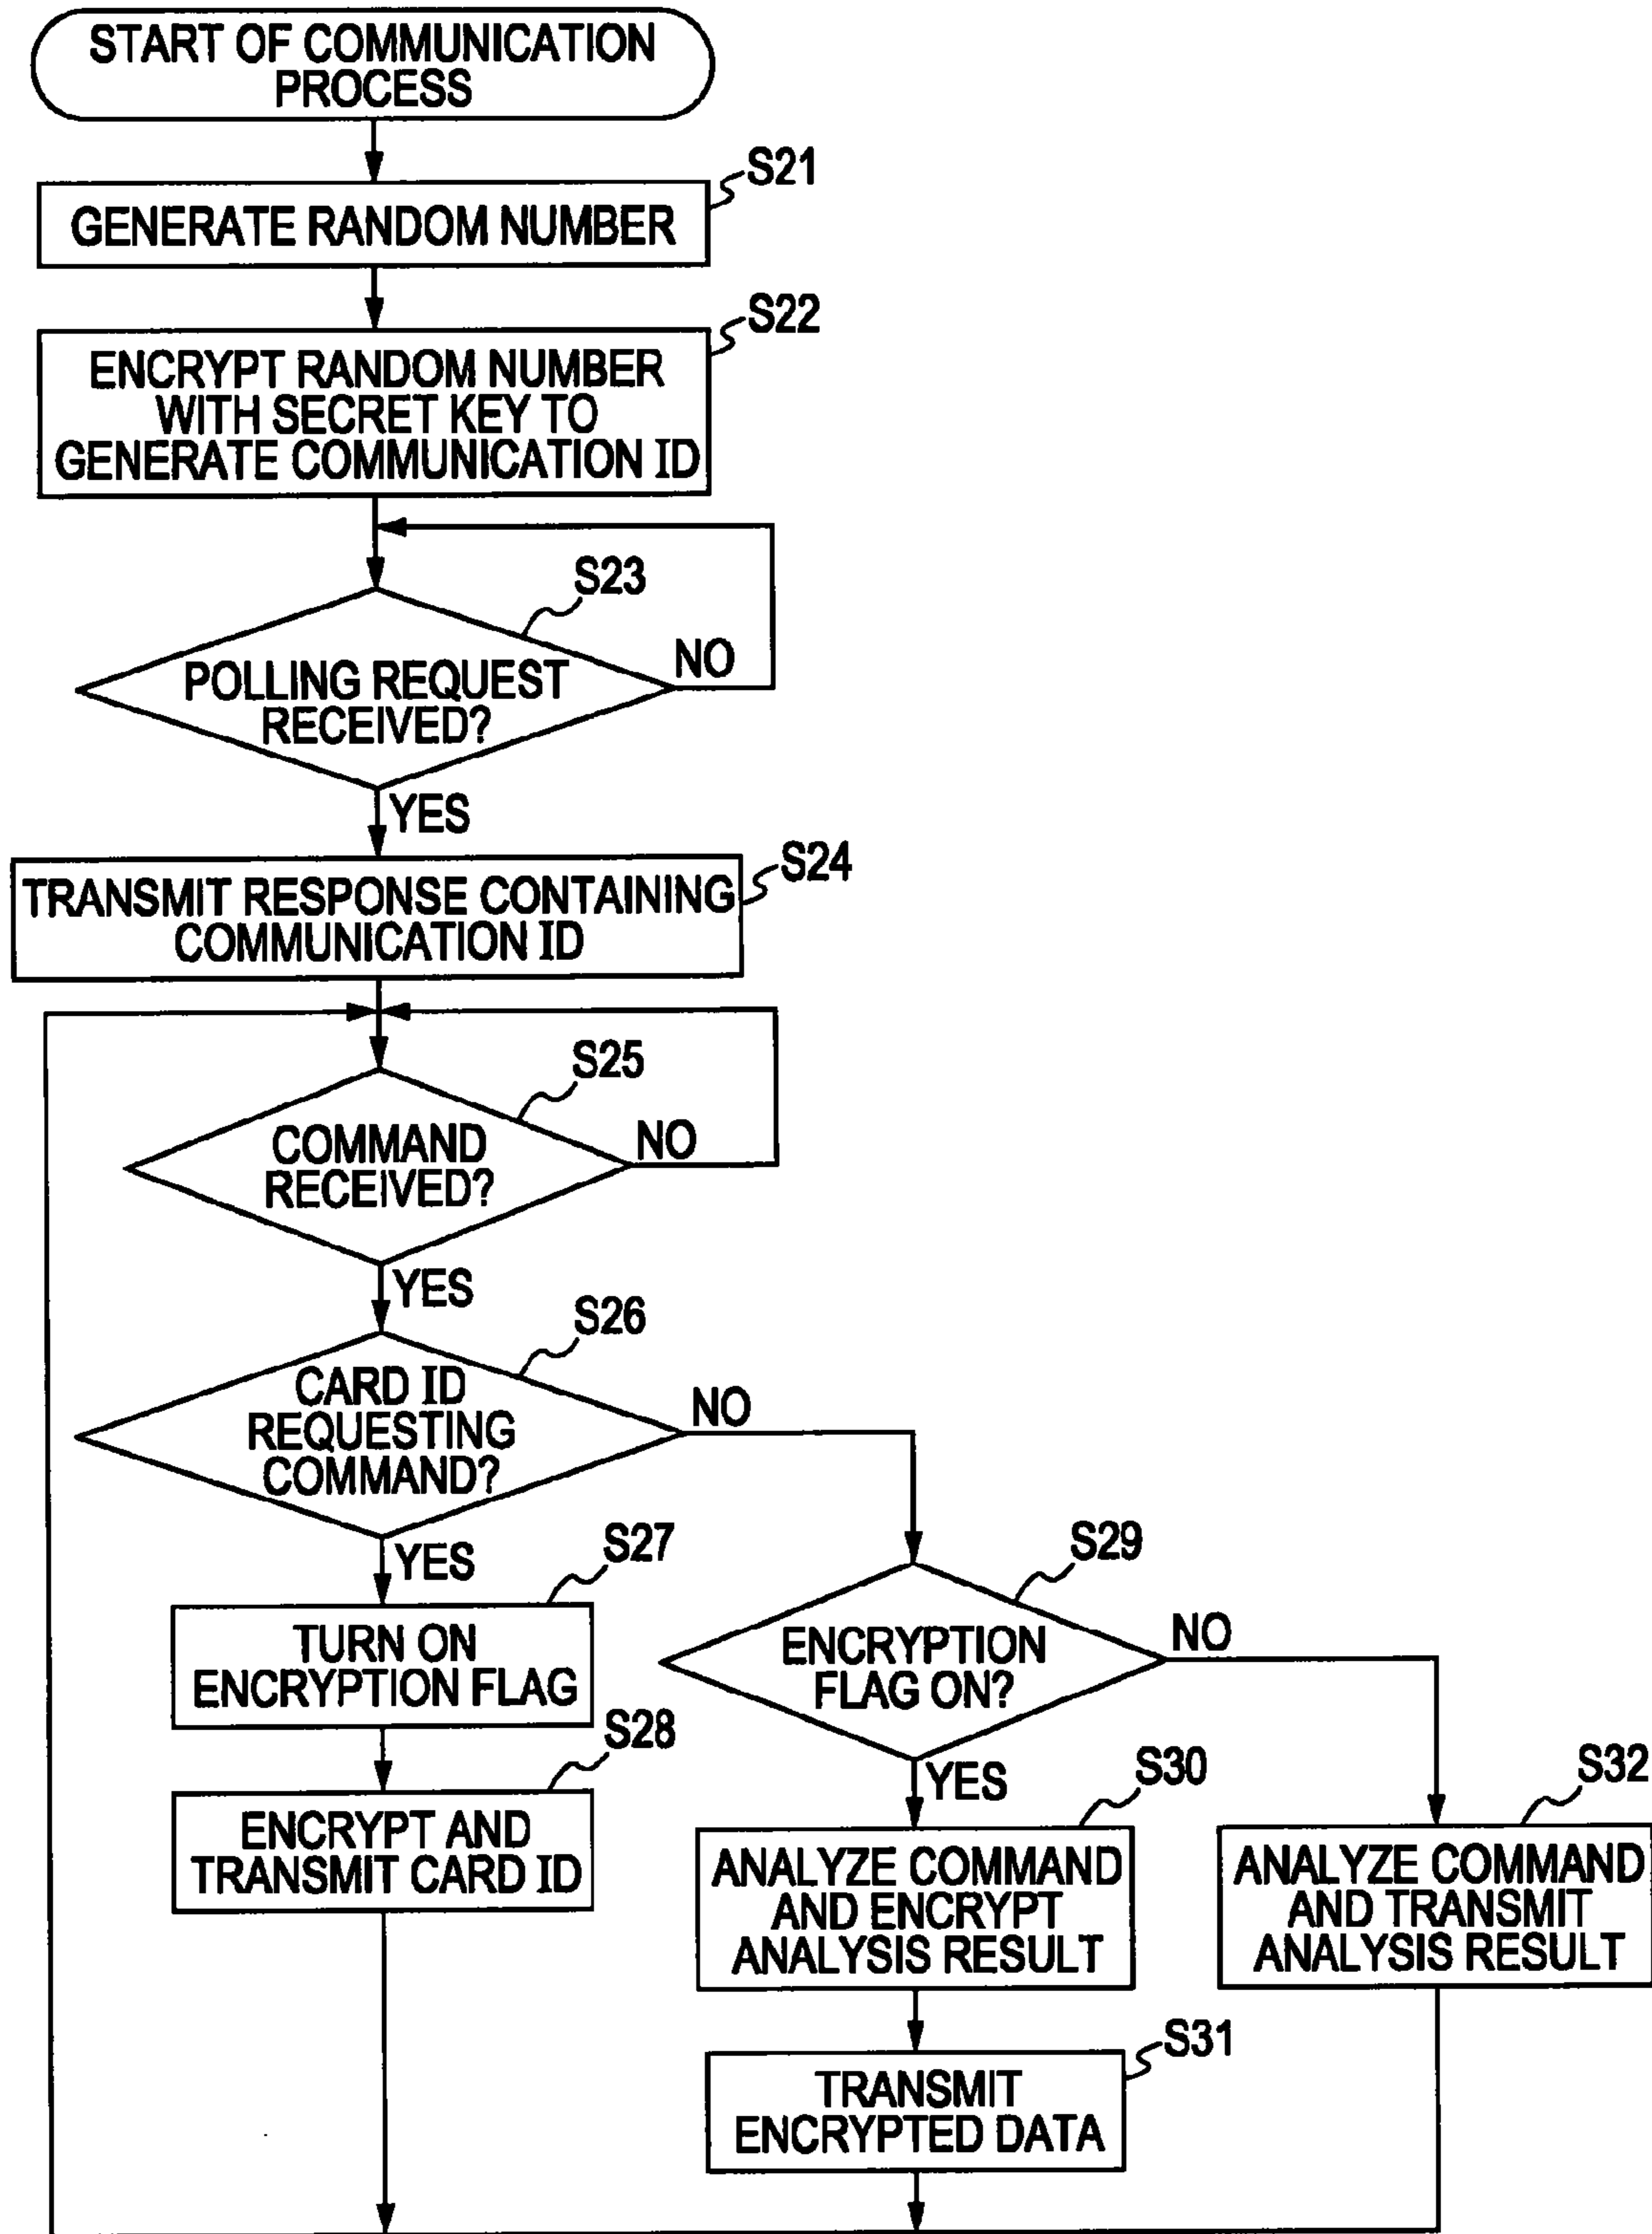 START OF COMMUNICATION
PROCESS
S21
GENERATE RANDOM NUMBER
S22
ENCRYPT RANDOM NUMBER
WITH SECRET KEY TO
GENERATE COMMUNICATION ID
S23
POLLING REQUEST
RECEIVED?
NO
YES
S24
TRANSMIT RESPONSE CONTAINING
COMMUNICATION ID
S25
COMMAND
RECEIVED?
NO
YES
S26
CARD ID
REQUESTING
COMMAND?
NO
YES
S27
TURN ON
ENCRYPTION FLAG
S28
ENCRYPT AND
TRANSMIT CARD ID
S29
ENCRYPTION
FLAG ON?
NO
YES
S30
ANALYZE COMMAND
AND ENCRYPT
ANALYSIS RESULT
S31
TRANSMIT
ENCRYPTED DATA
S32
ANALYZE COMMAND
AND TRANSMIT
ANALYSIS RESULT